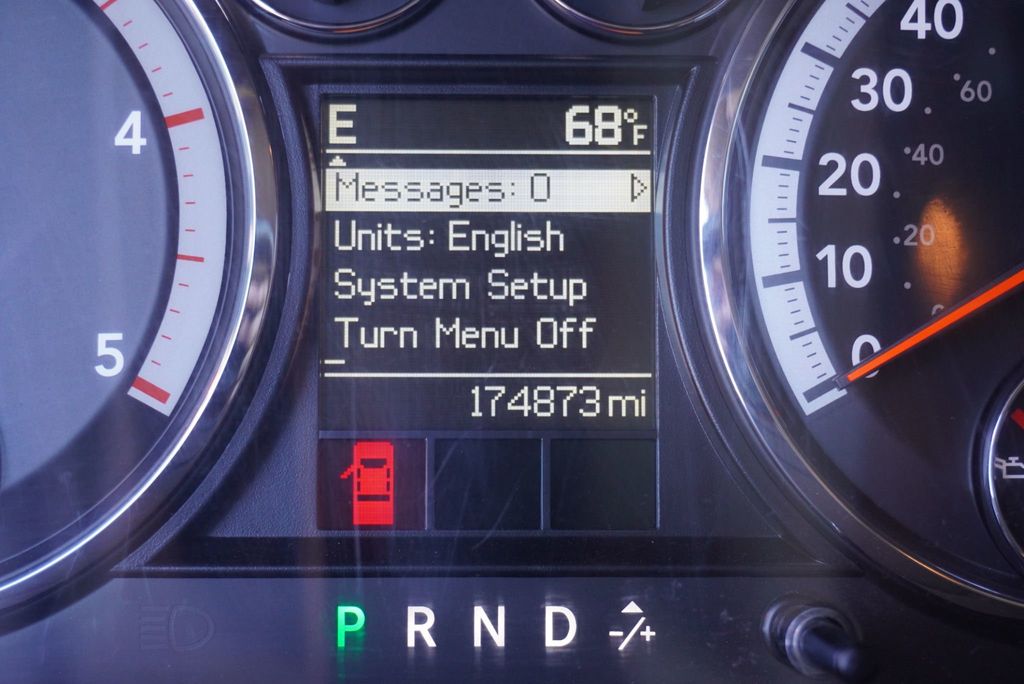 E 68°F
Messages: 0
Units: English
System Setup
Turn Menu Off
174873 mi
P R N D -/+
4
5
40
30
20
10
0
60
40
20
0